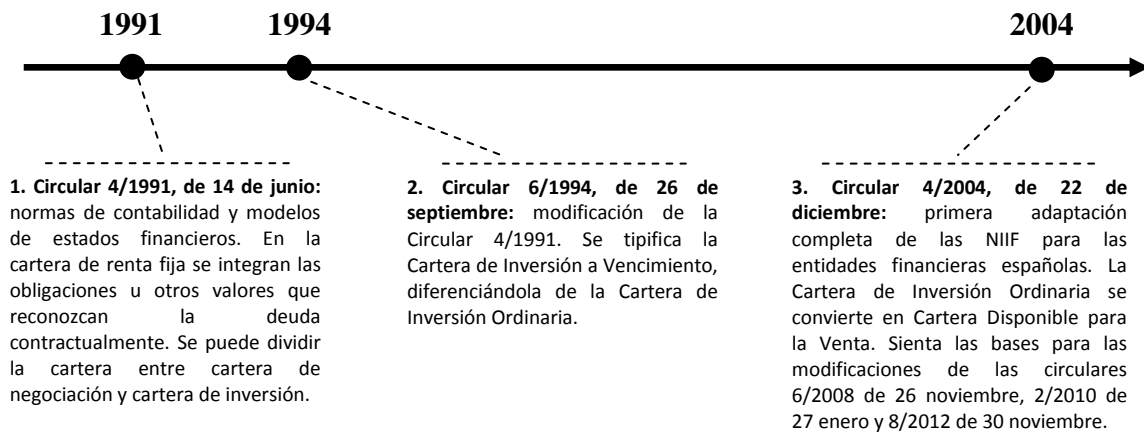 1991 1994 2004
1. Circular 4/1991, de 14 de junio:
normas de contabilidad y modelos
de estados financieros. En la
cartera de renta fija se integran las
obligaciones u otros valores que
reconozcan la deuda
contractualmente. Se puede dividir
la cartera entre cartera de
negociación y cartera de inversión.
2. Circular 6/1994, de 26 de
septiembre: modificación de la
Circular 4/1991. Se tipifica la
Cartera de Inversión a Vencimiento,
diferenciándola de la Cartera de
Inversión Ordinaria.
3. Circular 4/2004, de 22 de
diciembre: primera adaptación
completa de las NIIF para las
entidades financieras españolas. La
Cartera de Inversión Ordinaria se
convierte en Cartera Disponible para
la Venta. Sienta las bases para las
modificaciones de las circulares
6/2008 de 26 noviembre, 2/2010 de
27 enero y 8/2012 de 30 noviembre.